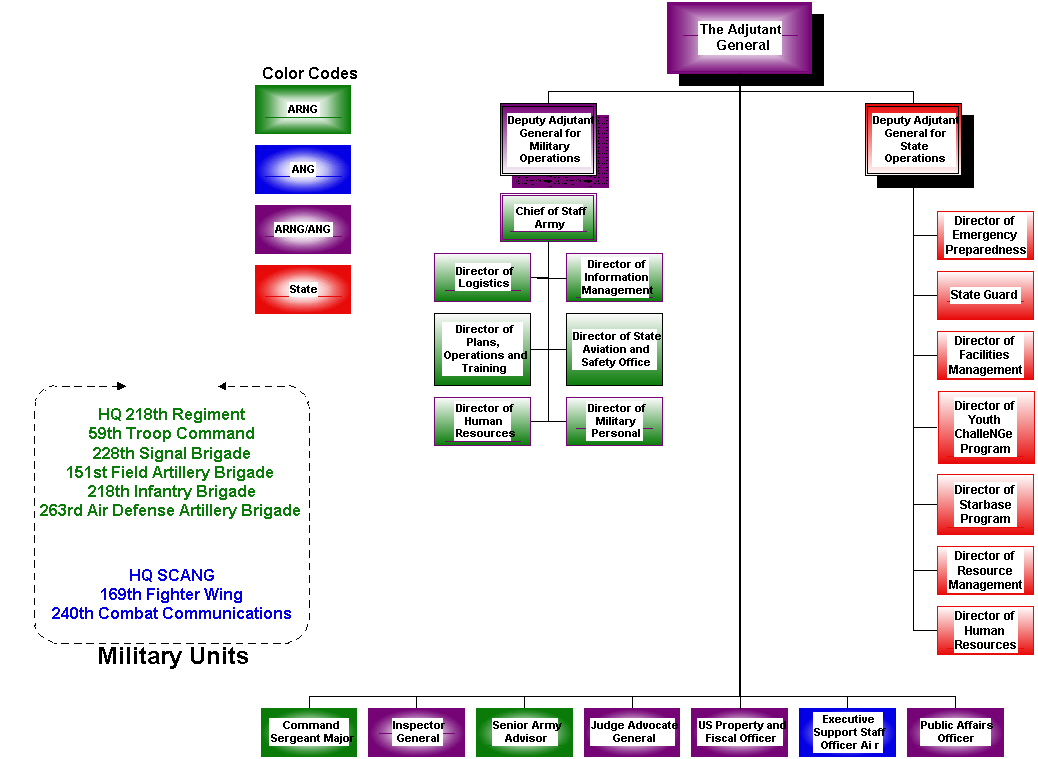 The Adjutant
General
Color Codes
ARNG
ANG
ARNG/ANG
State
Deputy Adjutant
General for
Military
Operations
Deputy Adjutant
General for
State
Operations
Chief of Staff
Army
Director of
Logistics
Director of
Information
Management
Director of
Plans,
Operations and
Training
Director of State
Aviation and
Safety Office
Director of
Human
Resources
Director of
Military
Personal
Director of
Emergency
Preparedness
State Guard
Director of
Facilities
Management
Director of
Youth
ChalleNGe
Program
Director of
Starbase
Program
Director of
Resource
Management
Director of
Human
Resources
HQ 218th Regiment
59th Troop Command
228th Signal Brigade
151st Field Artillery Brigade
218th Infantry Brigade
263rd Air Defense Artillery Brigade
HQ SCANG
169th Fighter Wing
240th Combat Communications
Military Units
Command
Sergeant Major
Inspector
General
Senior Army
Advisor
Judge Advocate
General
US Property and
Fiscal Officer
Executive
Support Staff
Officer Ai r
Public Affairs
Officer